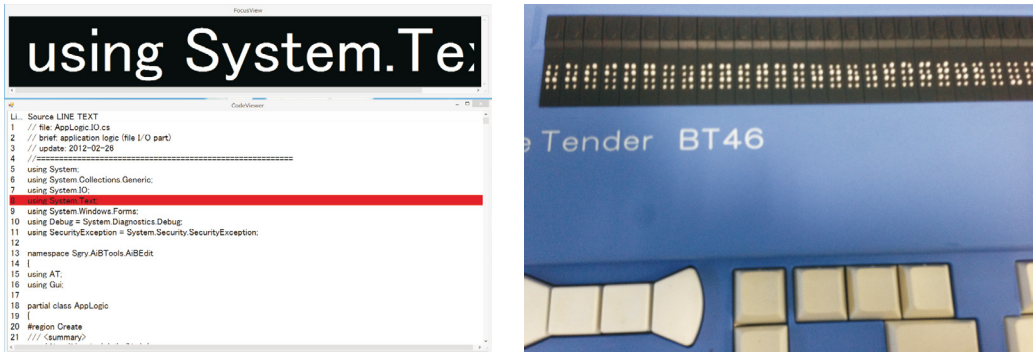 FocusView
using System.Te
CodeViewer
Li... Source LINE TEXT
1 // file: AppLogic.IO.cs
2 // brief: application logic (file I/O part)
3 // update: 2012-02-26
4 //=========================================================
5 using System;
6 using System.Collections.Generic;
7 using System.IO;
8 using System.Text;
9 using System.Windows.Forms;
10 using Debug = System.Diagnostics.Debug;
11 using SecurityException = System.Security.SecurityException;
12
13 namespace Sgry.AiBTools.AiBEdit
14 {
15 using AT;
16 using Gui;
17
18 partial class AppLogic
19 {
20 #region Create
21 /// <summary>
Tender BT46